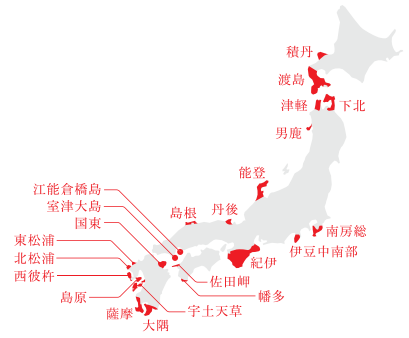 積丹
渡島
津軽
下北
男鹿
能登
江能倉橋島
室津大島
国東
島根
丹後
東松浦
南房総
北松浦
伊豆中南部
紀伊
西彼杵
佐田岬
島原
幡多
薩摩
宇土天草
大隅